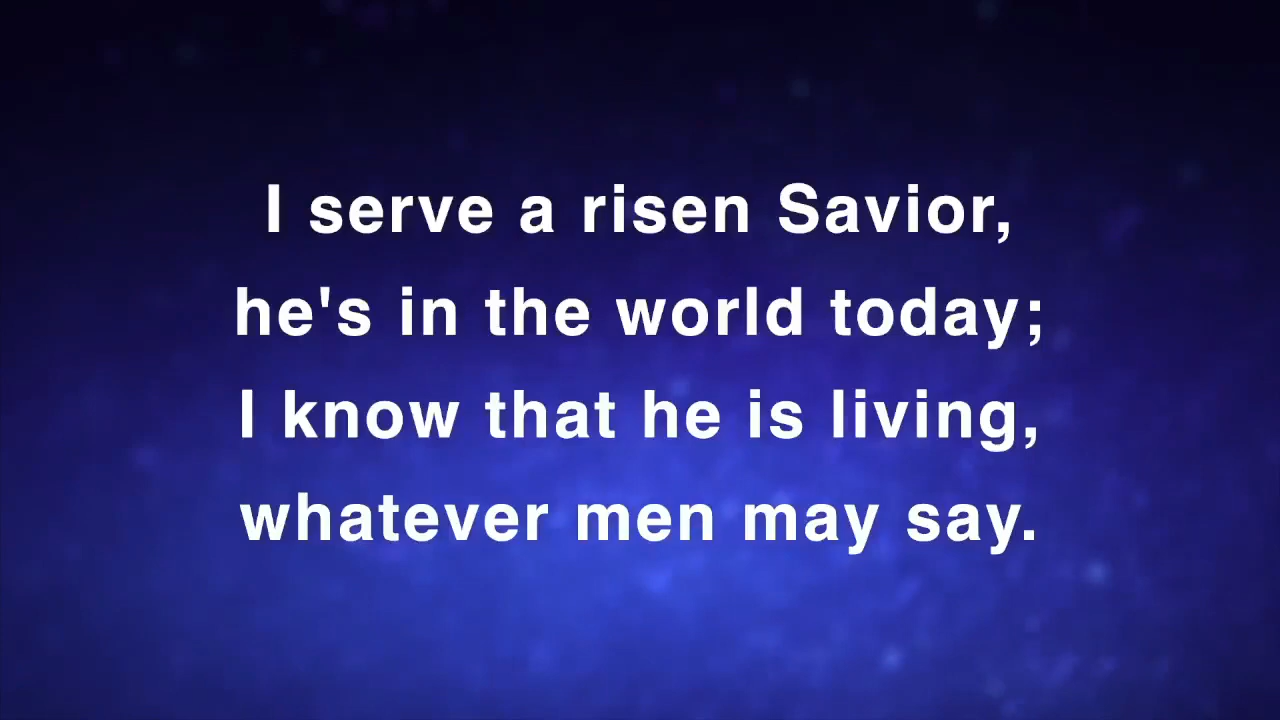 I serve a risen Savior,
he's in the world today;
I know that he is living,
whatever men may say.